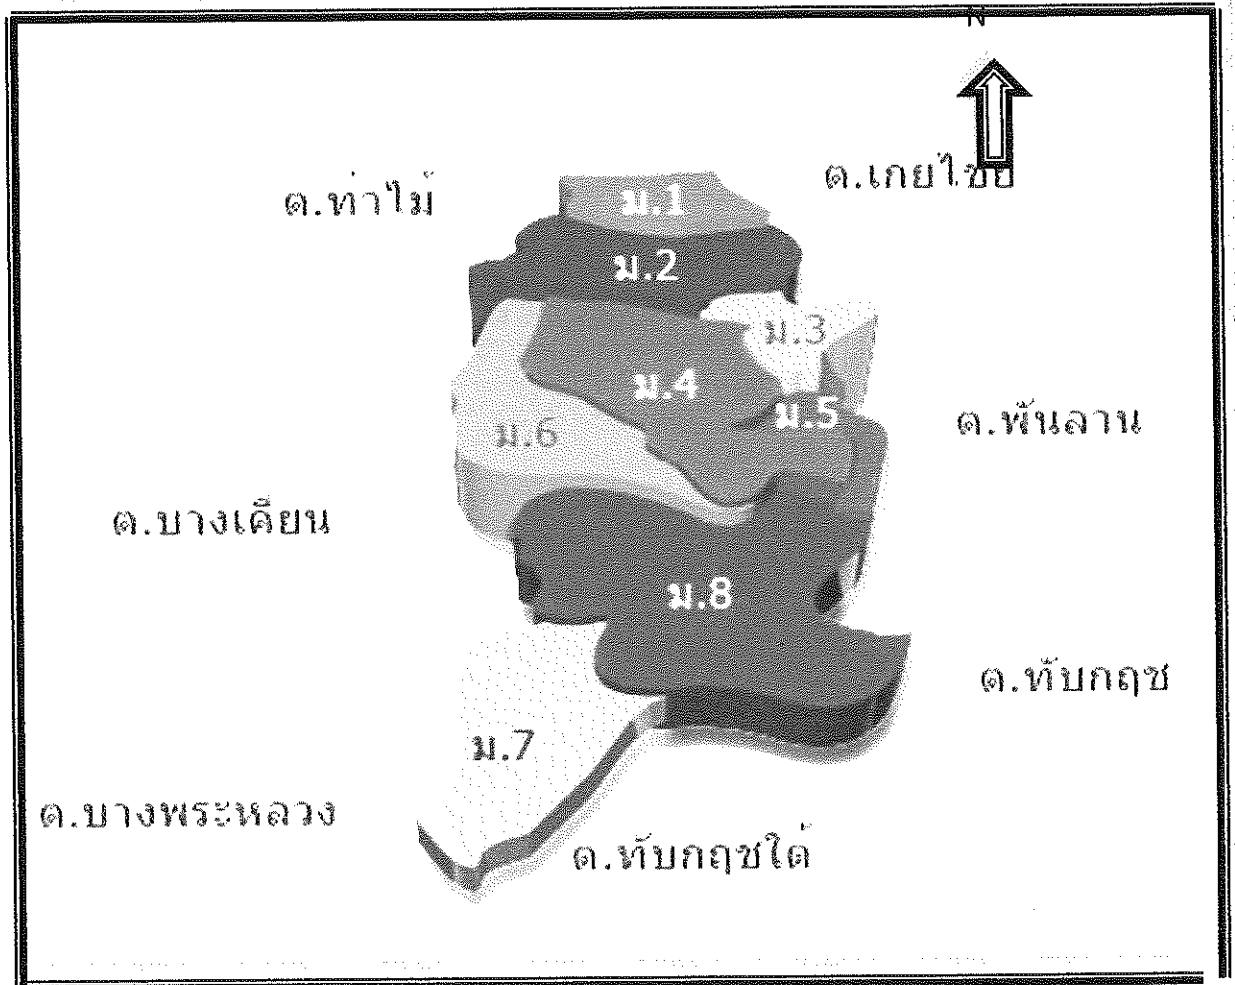 N
ต.ท่าไม้
ต.เกยไชย
ม.1
ม.2
ม.3
ม.4
ม.5
ต.พันลาน
ม.6
ต.บางเคียน
ม.8
ต.ทับกฤช
ม.7
ต.บางพระหลวง
ต.ทับกฤชใต้